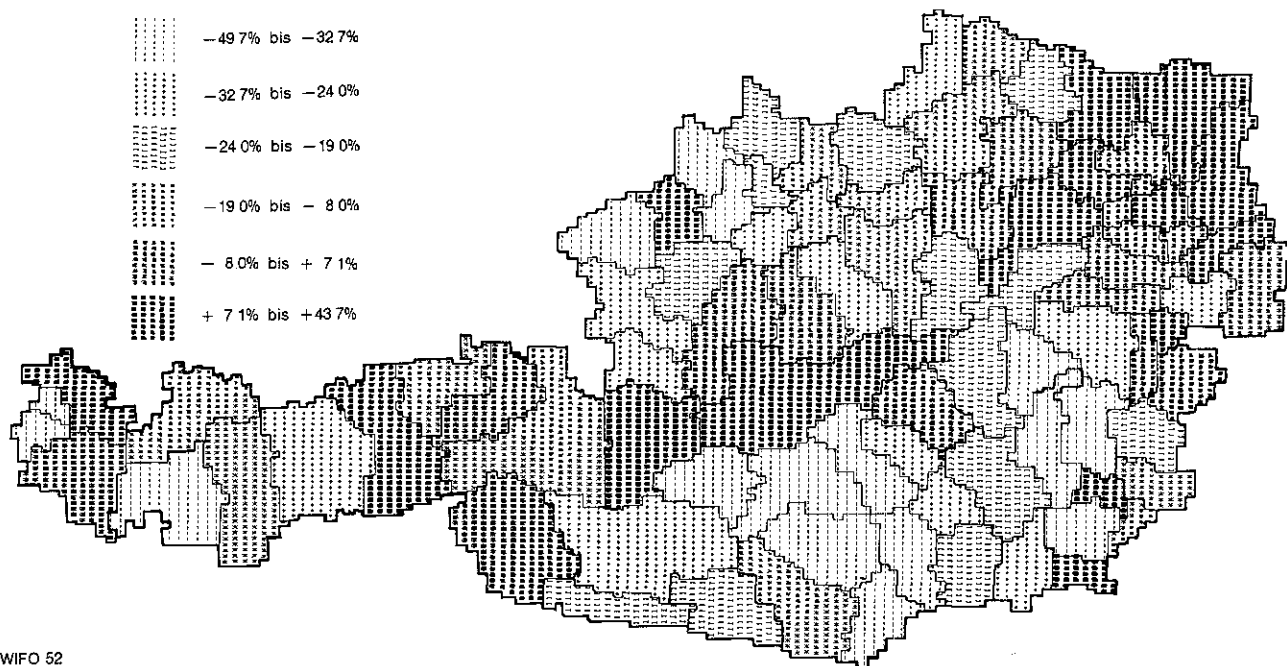 −49 7% bis −32 7%
−32 7% bis −24 0%
−24 0% bis −19 0%
−19 0% bis − 8 0%
− 8 0% bis + 7 1%
+ 7 1% bis +43 7%
WIFO 52